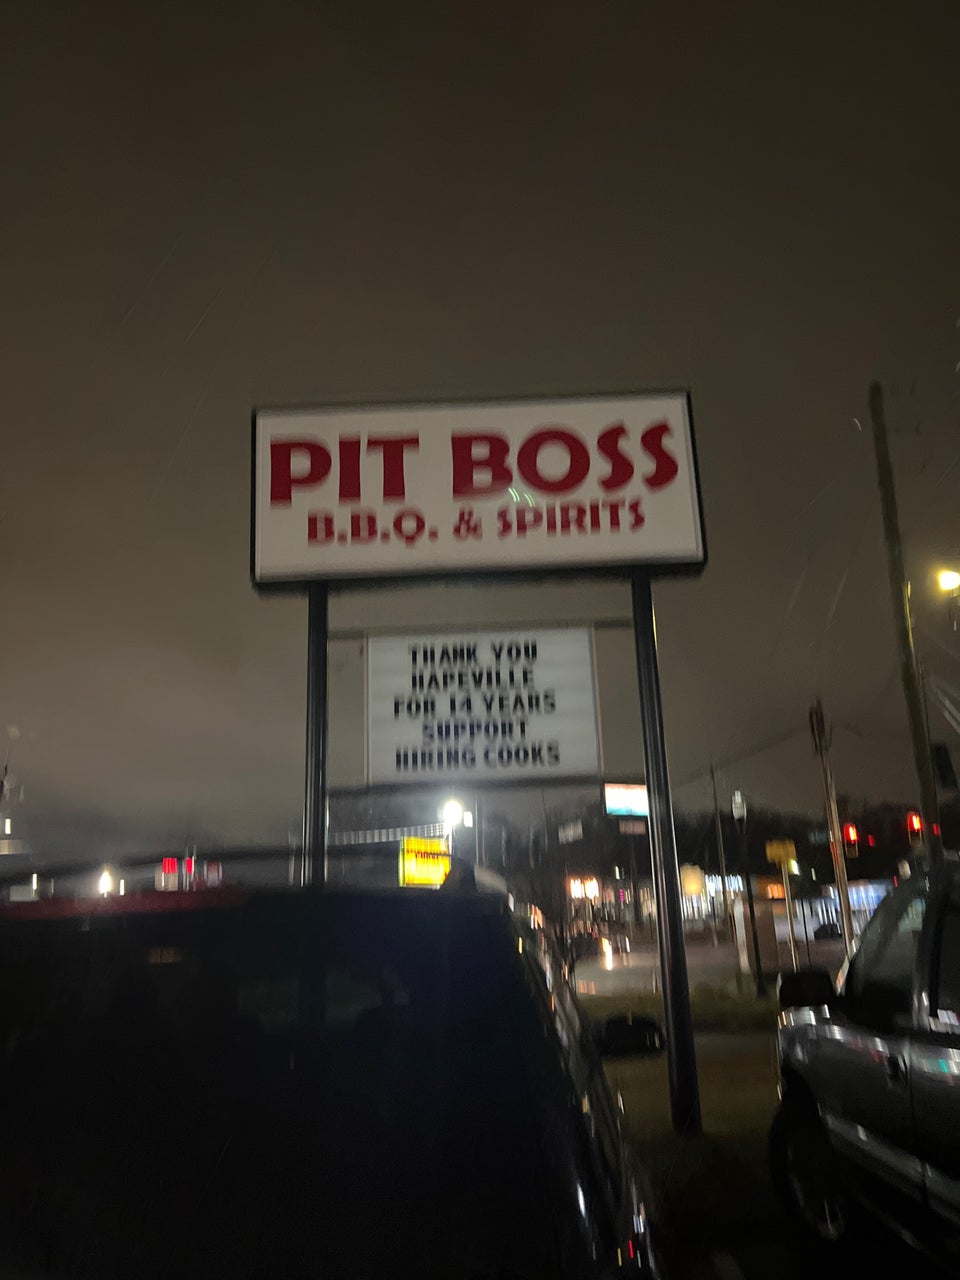 PIT BOSS
B.B.Q. & SPIRITS
THANK YOU
HAPEVILLE
FOR 14 YEARS
SUPPORT
HIRING COOKS